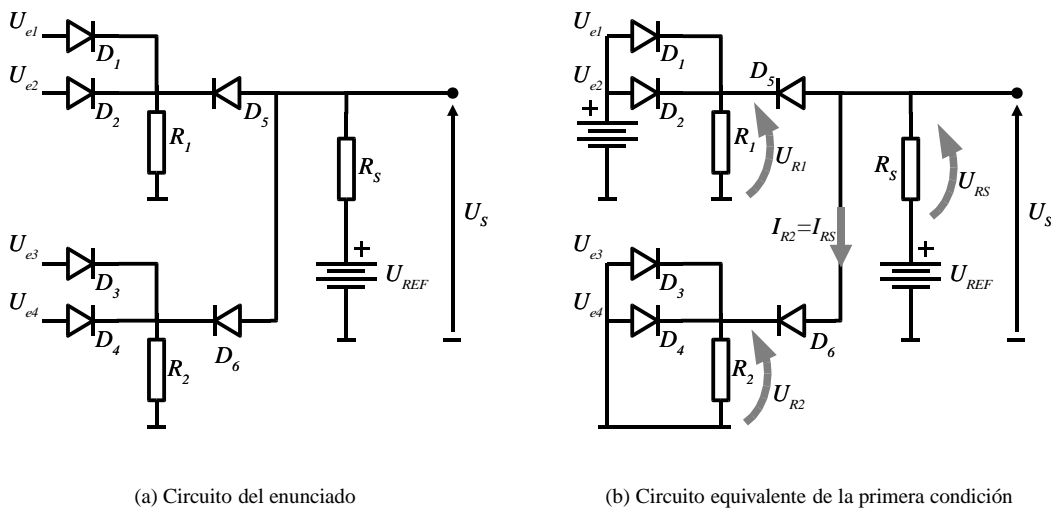 U_e1
D_1
U_e2
D_2
D_5
R_1
R_S
U_S
+
U_REF
U_e3
D_3
U_e4
D_4
D_6
R_2
(a) Circuito del enunciado
U_e1
D_1
U_e2
D_2
D_5
+
R_1
U_R1
R_S
U_RS
U_S
I_R2=I_RS
+
U_REF
U_e3
D_3
U_e4
D_4
D_6
R_2
U_R2
(b) Circuito equivalente de la primera condición